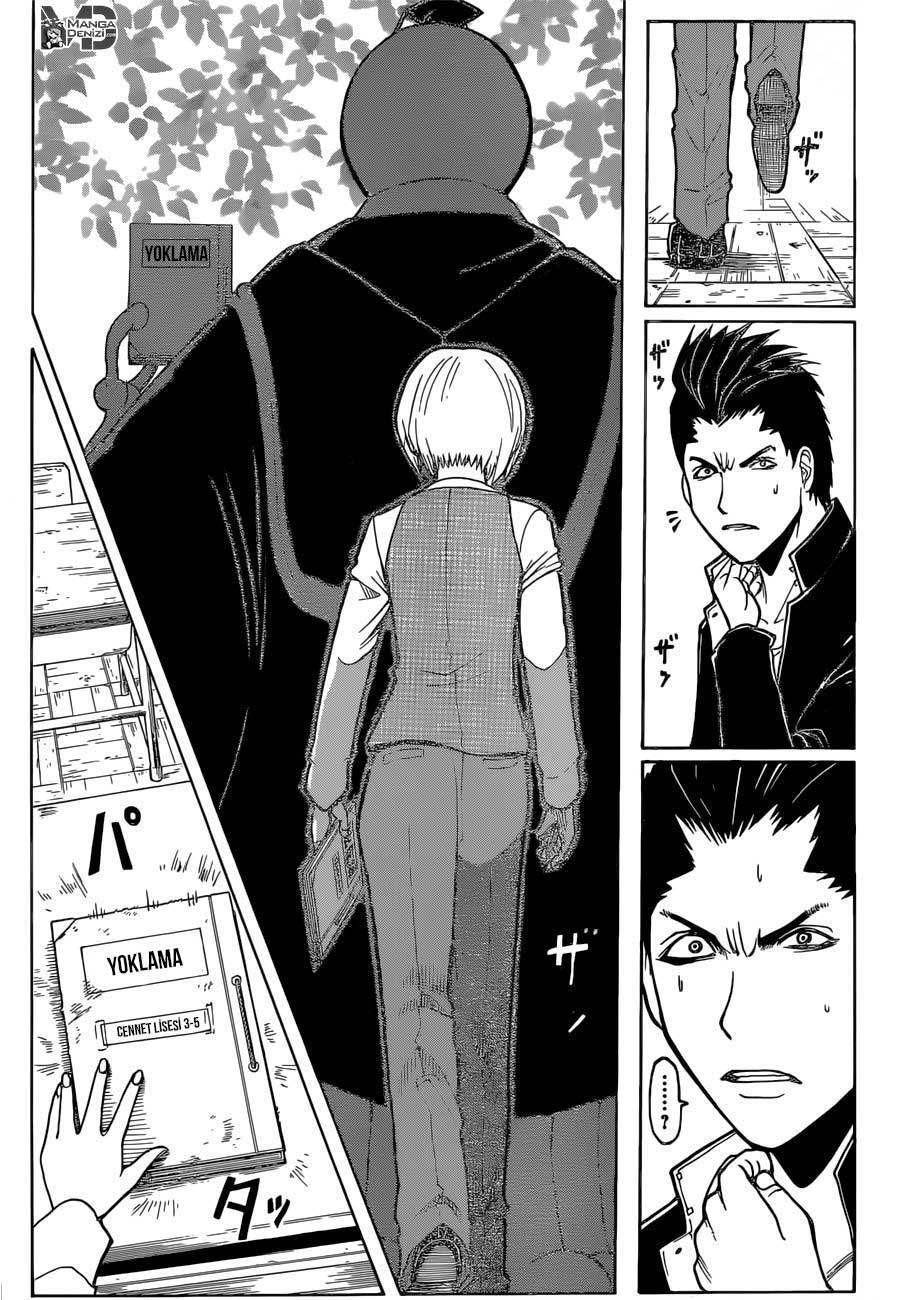 MANGA
DENİZİ
ザッ
ザッ
ザッ
.......?
YOKLAMA
ザッ
パ
YOKLAMA
CENNET LİSESİ 3-5
タッ